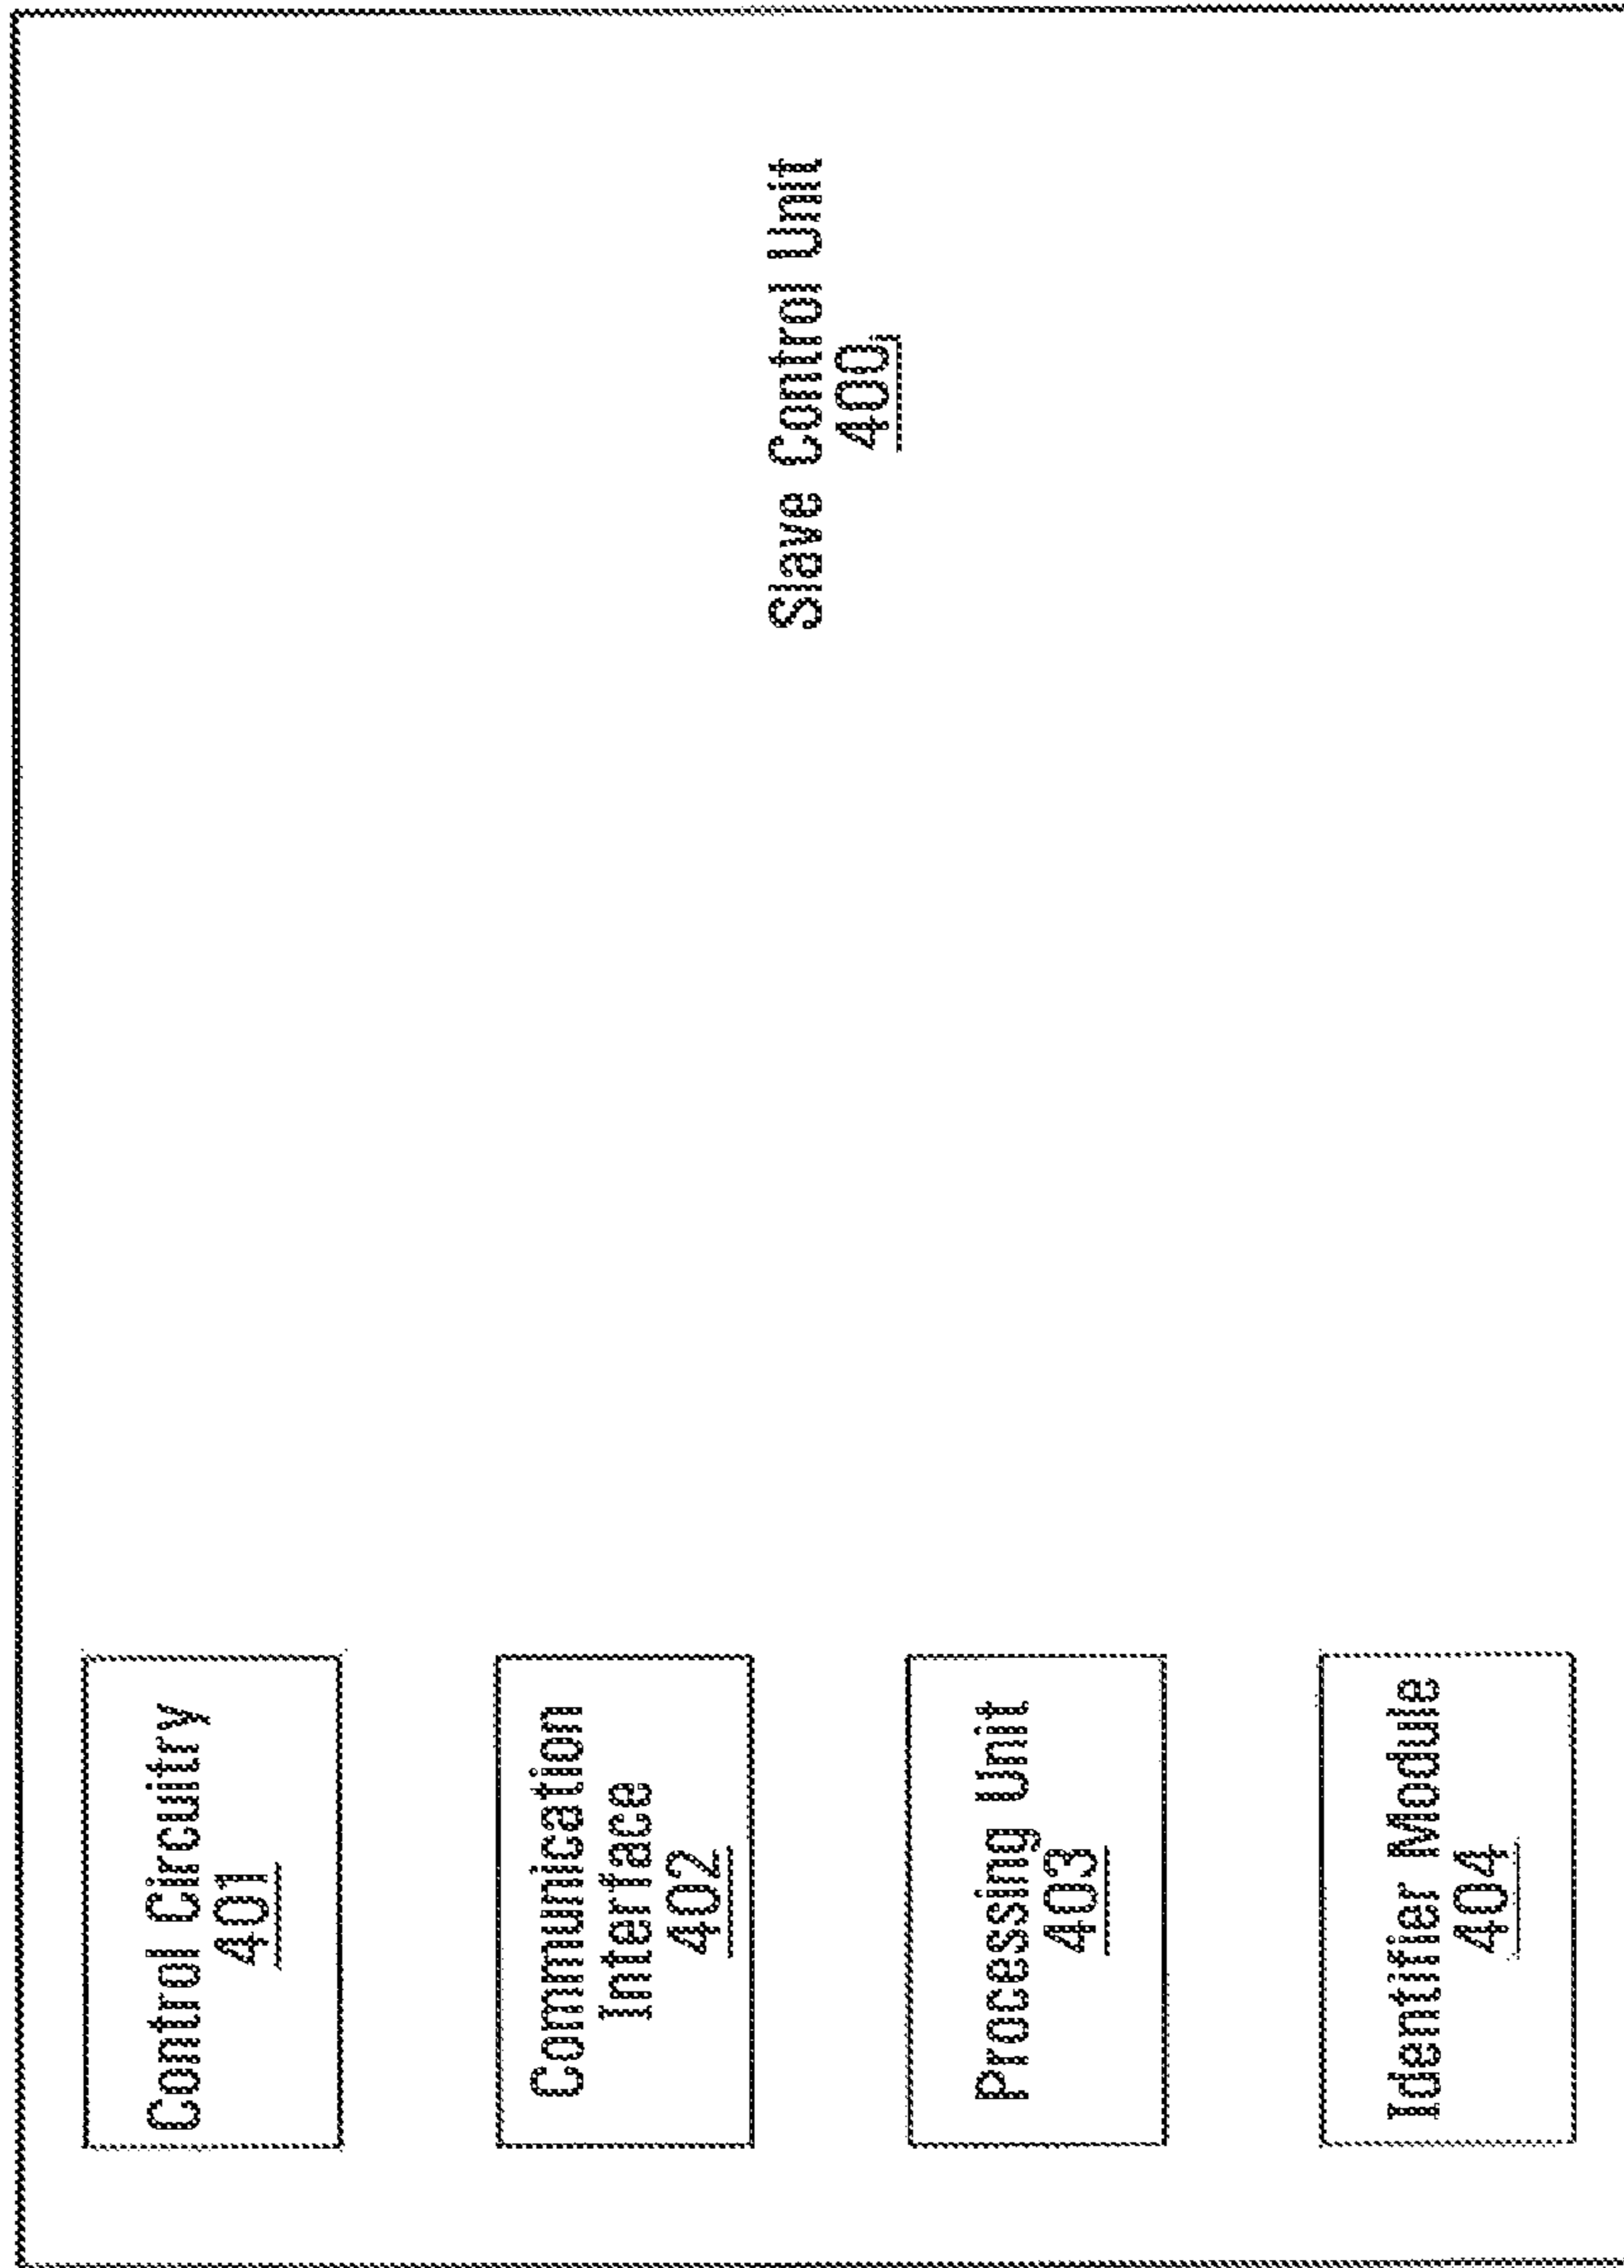 Control Circuitry
401
Communication
Interface
402
Processing Unit
403
Identifier Module
404
Slave Control Unit
400